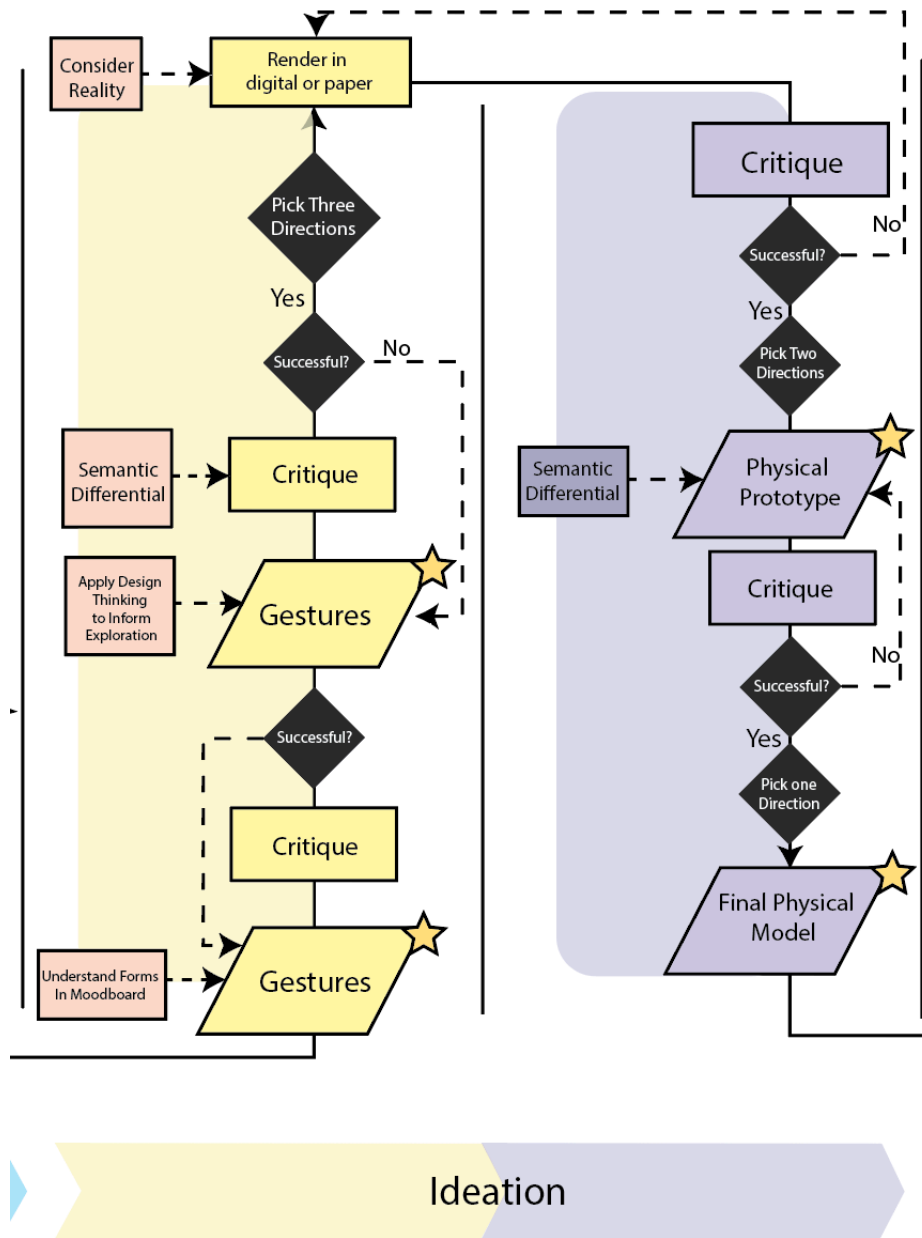 Consider
Reality
Render in
digital or paper
Pick Three
Directions
Yes
Successful?
No
Semantic
Differential
Critique
Apply Design
Thinking
to Inform
Exploration
Gestures
Successful?
Critique
Understand Forms
In Moodboard
Gestures
Critique
No
Successful?
Yes
Pick Two
Directions
Semantic
Differential
Physical
Prototype
Critique
No
Successful?
Yes
Pick one
Direction
Final Physical
Model
Ideation